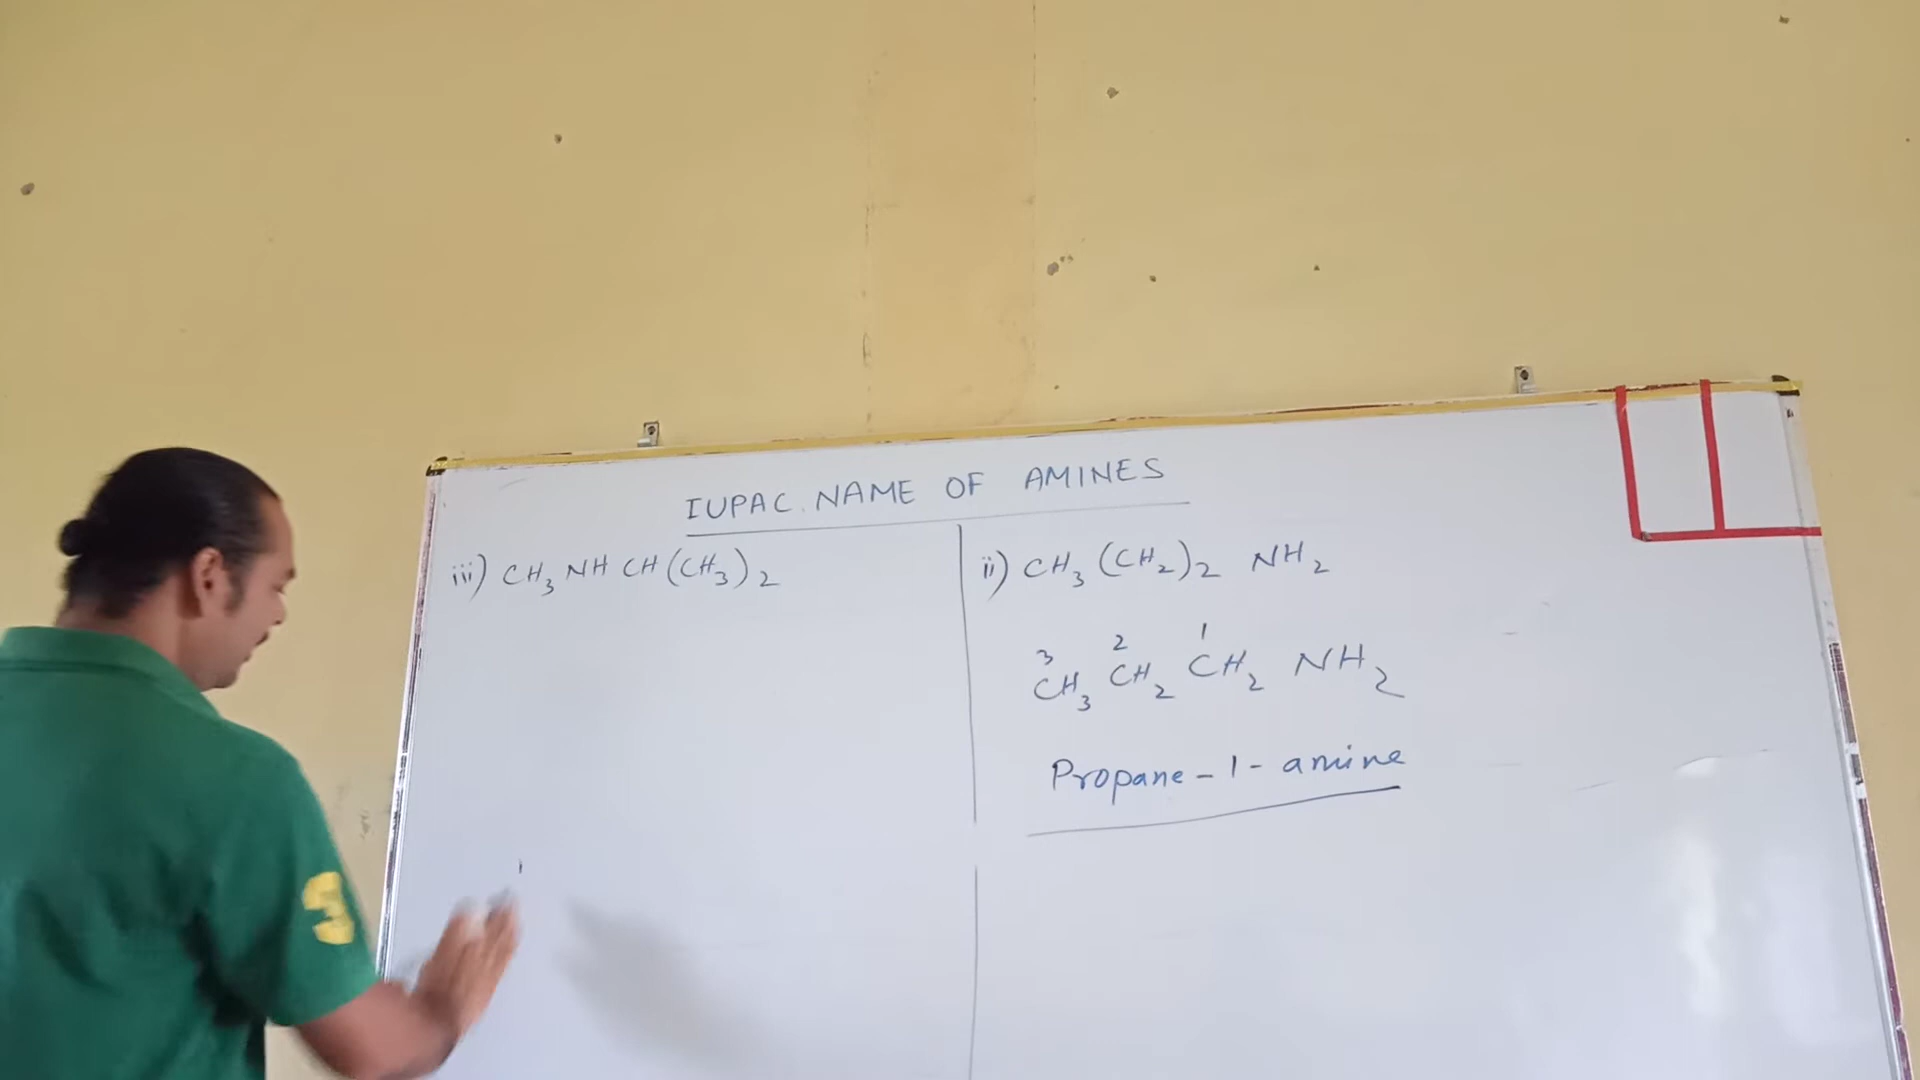 IUPAC. NAME OF AMINES
iii) CH₃ NH CH (CH₃)₂
ii) CH₃ (CH₂)₂ NH₂
3 2 1
CH₃ CH₂ CH₂ NH₂
Propane - 1 - amine
3